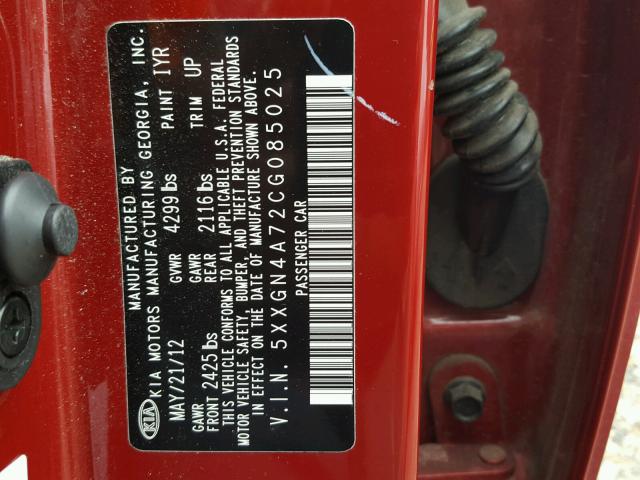 MANUFACTURED BY
KIA KIA MOTORS MANUFACTURING GEORGIA, INC.
MAY/21/12 PAINT IYR
GVWR 4299 lbs TRIM UP
GAWR FRONT 2425 lbs GAWR REAR 2116 lbs
THIS VEHICLE CONFORMS TO ALL APPLICABLE U.S.A. FEDERAL
MOTOR VEHICLE SAFETY, BUMPER, AND THEFT PREVENTION STANDARDS
IN EFFECT ON THE DATE OF MANUFACTURE SHOWN ABOVE.
V.I.N. 5XXGN4A72CG085025
PASSENGER CAR